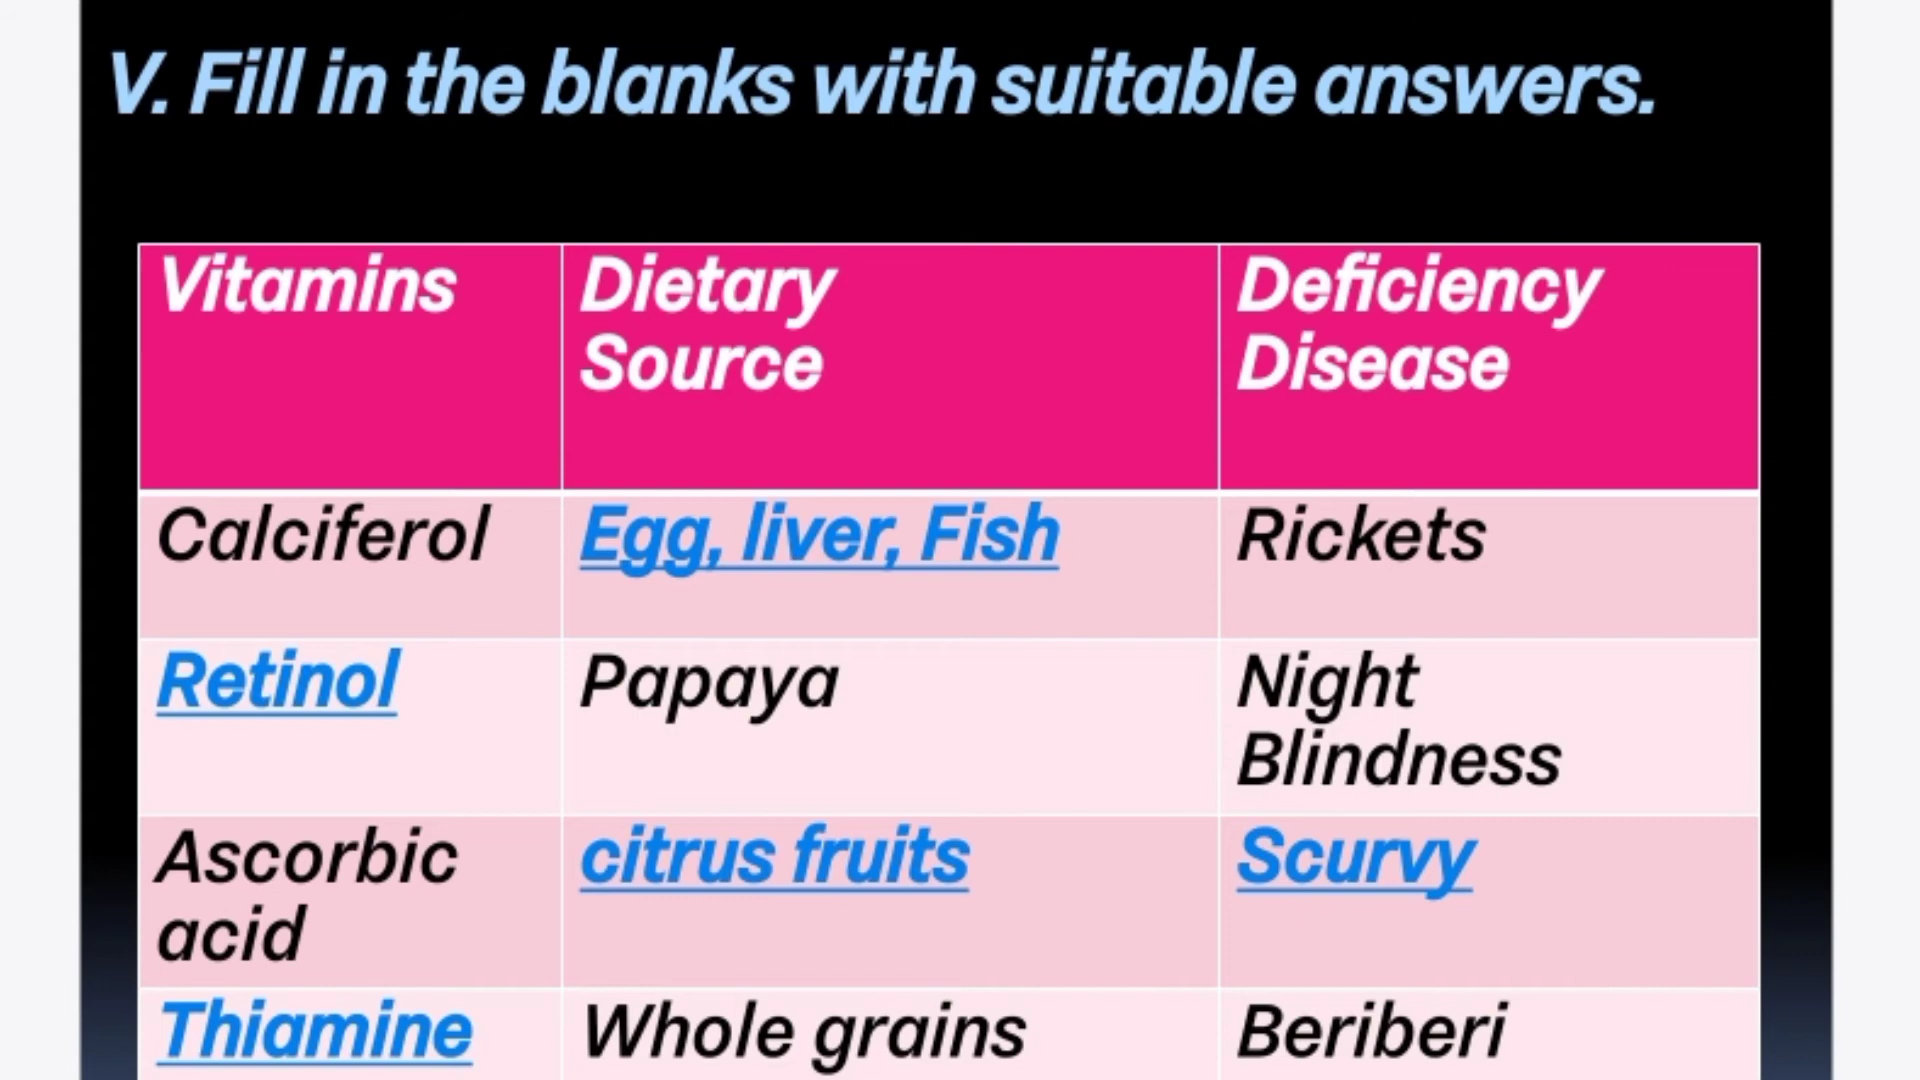 V. Fill in the blanks with suitable answers.
Vitamins
Dietary
Source
Deficiency
Disease
Calciferol
Egg, liver, Fish
Rickets
Retinol
Papaya
Night
Blindness
Ascorbic
acid
citrus fruits
Scurvy
Thiamine
Whole grains
Beriberi